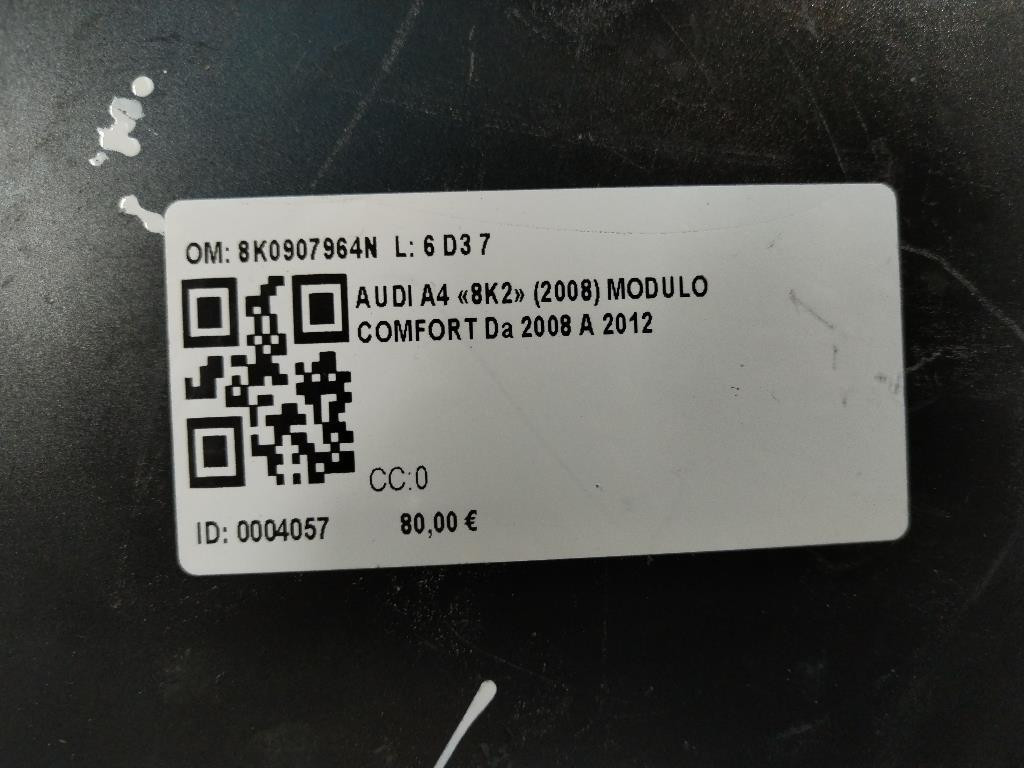 OM: 8K0907964N L: 6 D3 7
AUDI A4 «8K2» (2008) MODULO
COMFORT Da 2008 A 2012
CC:0
ID: 0004057 80,00 €